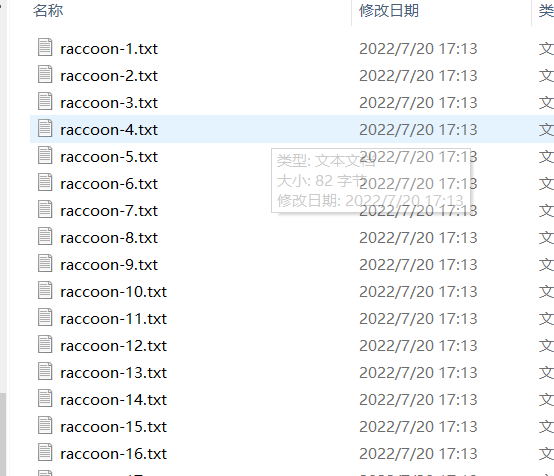 名称 修改日期 类
raccoon-1.txt 2022/7/20 17:13 文
raccoon-2.txt 2022/7/20 17:13 文
raccoon-3.txt 2022/7/20 17:13 文
raccoon-4.txt 2022/7/20 17:13 文
raccoon-5.txt 2022/7/20 17:13 文
类型: 文本文档
raccoon-6.txt 2022/7/20 17:13 文
大小: 82 字节
raccoon-7.txt 2022/7/20 17:13 文
修改日期: 2022/7/20 17:13
raccoon-8.txt 2022/7/20 17:13 文
raccoon-9.txt 2022/7/20 17:13 文
raccoon-10.txt 2022/7/20 17:13 文
raccoon-11.txt 2022/7/20 17:13 文
raccoon-12.txt 2022/7/20 17:13 文
raccoon-13.txt 2022/7/20 17:13 文
raccoon-14.txt 2022/7/20 17:13 文
raccoon-15.txt 2022/7/20 17:13 文
raccoon-16.txt 2022/7/20 17:13 文